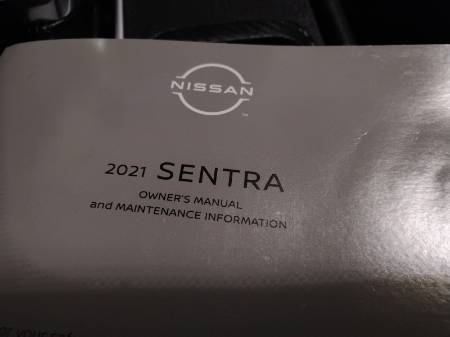 NISSAN
2021 SENTRA
OWNER'S MANUAL
and MAINTENANCE INFORMATION